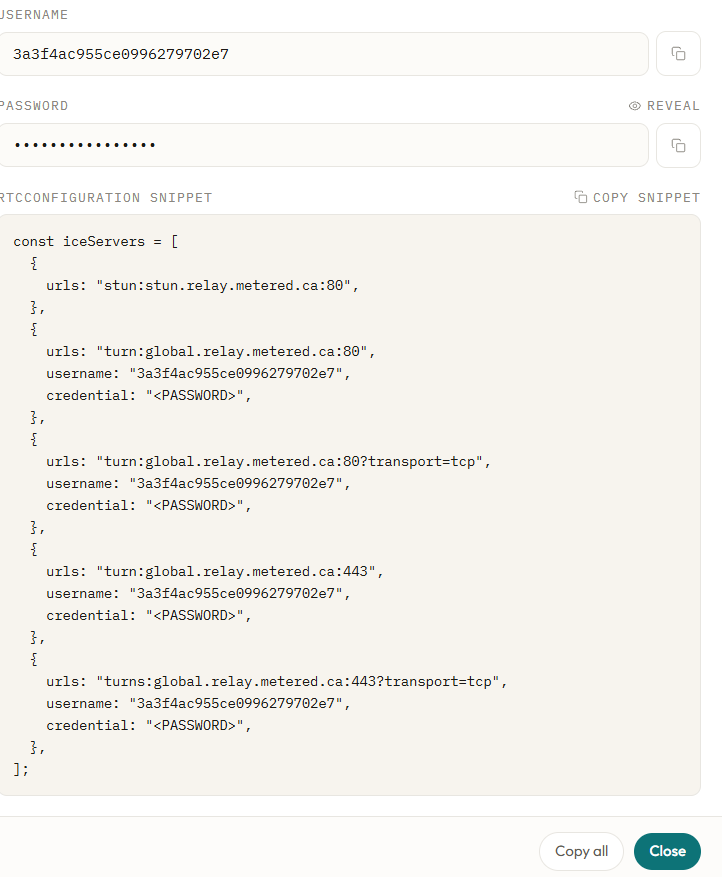 USERNAME
3a3f4ac955ce0996279702e7
PASSWORD
REVEAL
••••••••••••••••
RTCCONFIGURATION SNIPPET
COPY SNIPPET
const iceServers = [
  {
    urls: "stun:stun.relay.metered.ca:80",
  },
  {
    urls: "turn:global.relay.metered.ca:80",
    username: "3a3f4ac955ce0996279702e7",
    credential: "<PASSWORD>",
  },
  {
    urls: "turn:global.relay.metered.ca:80?transport=tcp",
    username: "3a3f4ac955ce0996279702e7",
    credential: "<PASSWORD>",
  },
  {
    urls: "turn:global.relay.metered.ca:443",
    username: "3a3f4ac955ce0996279702e7",
    credential: "<PASSWORD>",
  },
  {
    urls: "turns:global.relay.metered.ca:443?transport=tcp",
    username: "3a3f4ac955ce0996279702e7",
    credential: "<PASSWORD>",
  },
];
Copy all
Close